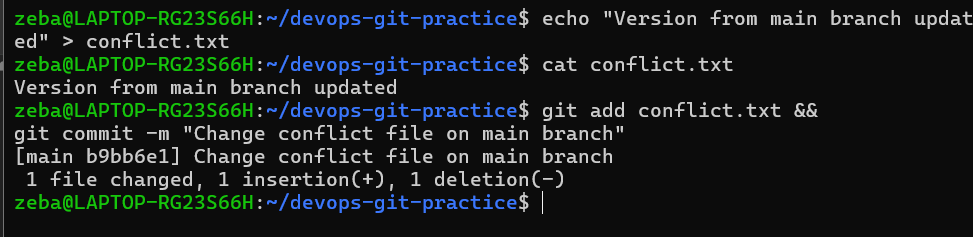 zeba@LAPTOP-RG23S66H:~/devops-git-practice$ echo "Version from main branch updat
ed" > conflict.txt
zeba@LAPTOP-RG23S66H:~/devops-git-practice$ cat conflict.txt
Version from main branch updated
zeba@LAPTOP-RG23S66H:~/devops-git-practice$ git add conflict.txt &&
git commit -m "Change conflict file on main branch"
[main b9bb6e1] Change conflict file on main branch
 1 file changed, 1 insertion(+), 1 deletion(-)
zeba@LAPTOP-RG23S66H:~/devops-git-practice$